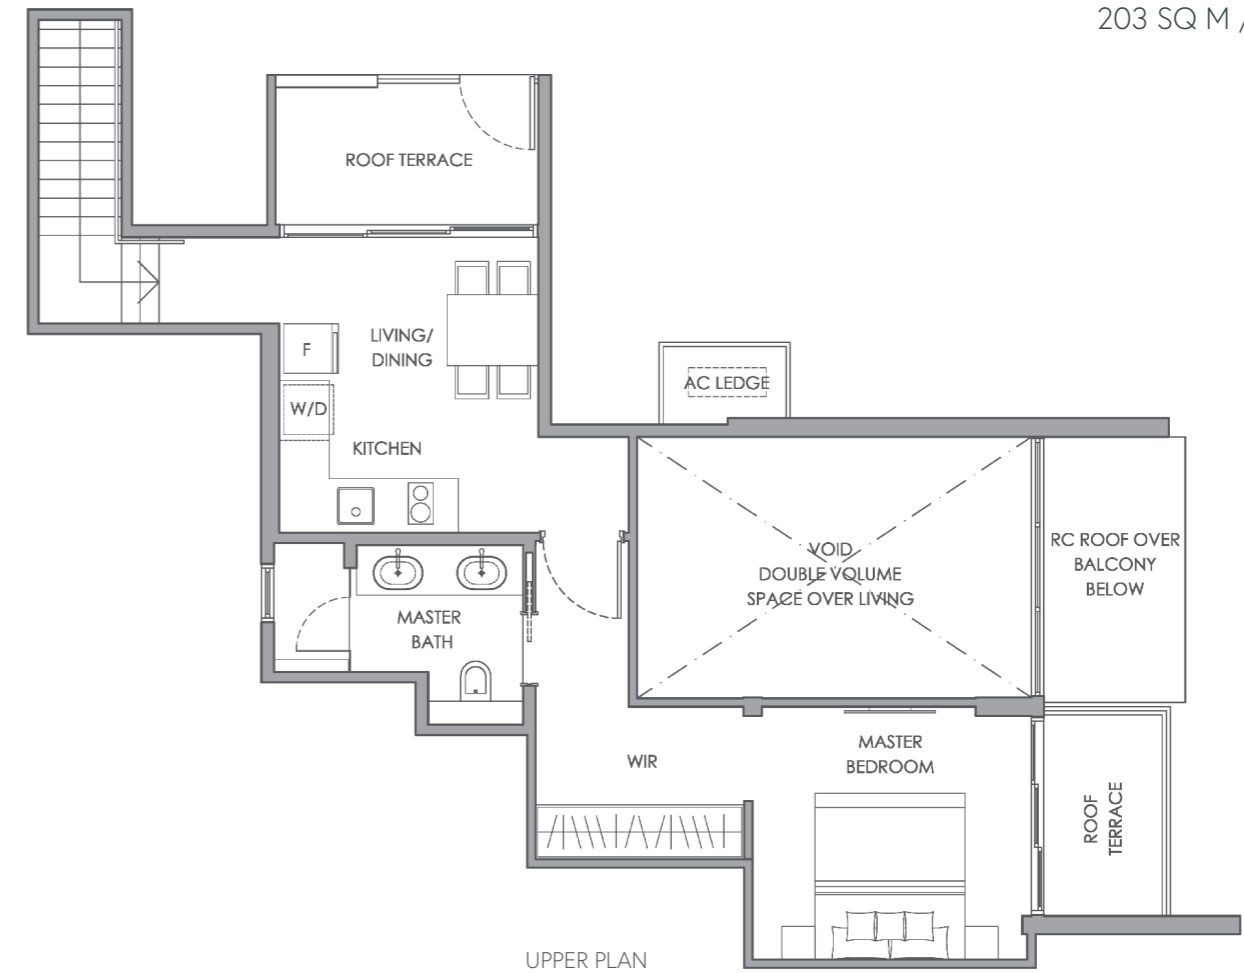 203 SQ M /
ROOF TERRACE
LIVING/
DINING
F
W/D
KITCHEN
AC LEDGE
VOID
DOUBLE VOLUME
SPACE OVER LIVING
RC ROOF OVER
BALCONY
BELOW
MASTER
BATH
WIR
MASTER
BEDROOM
ROOF
TERRACE
UPPER PLAN